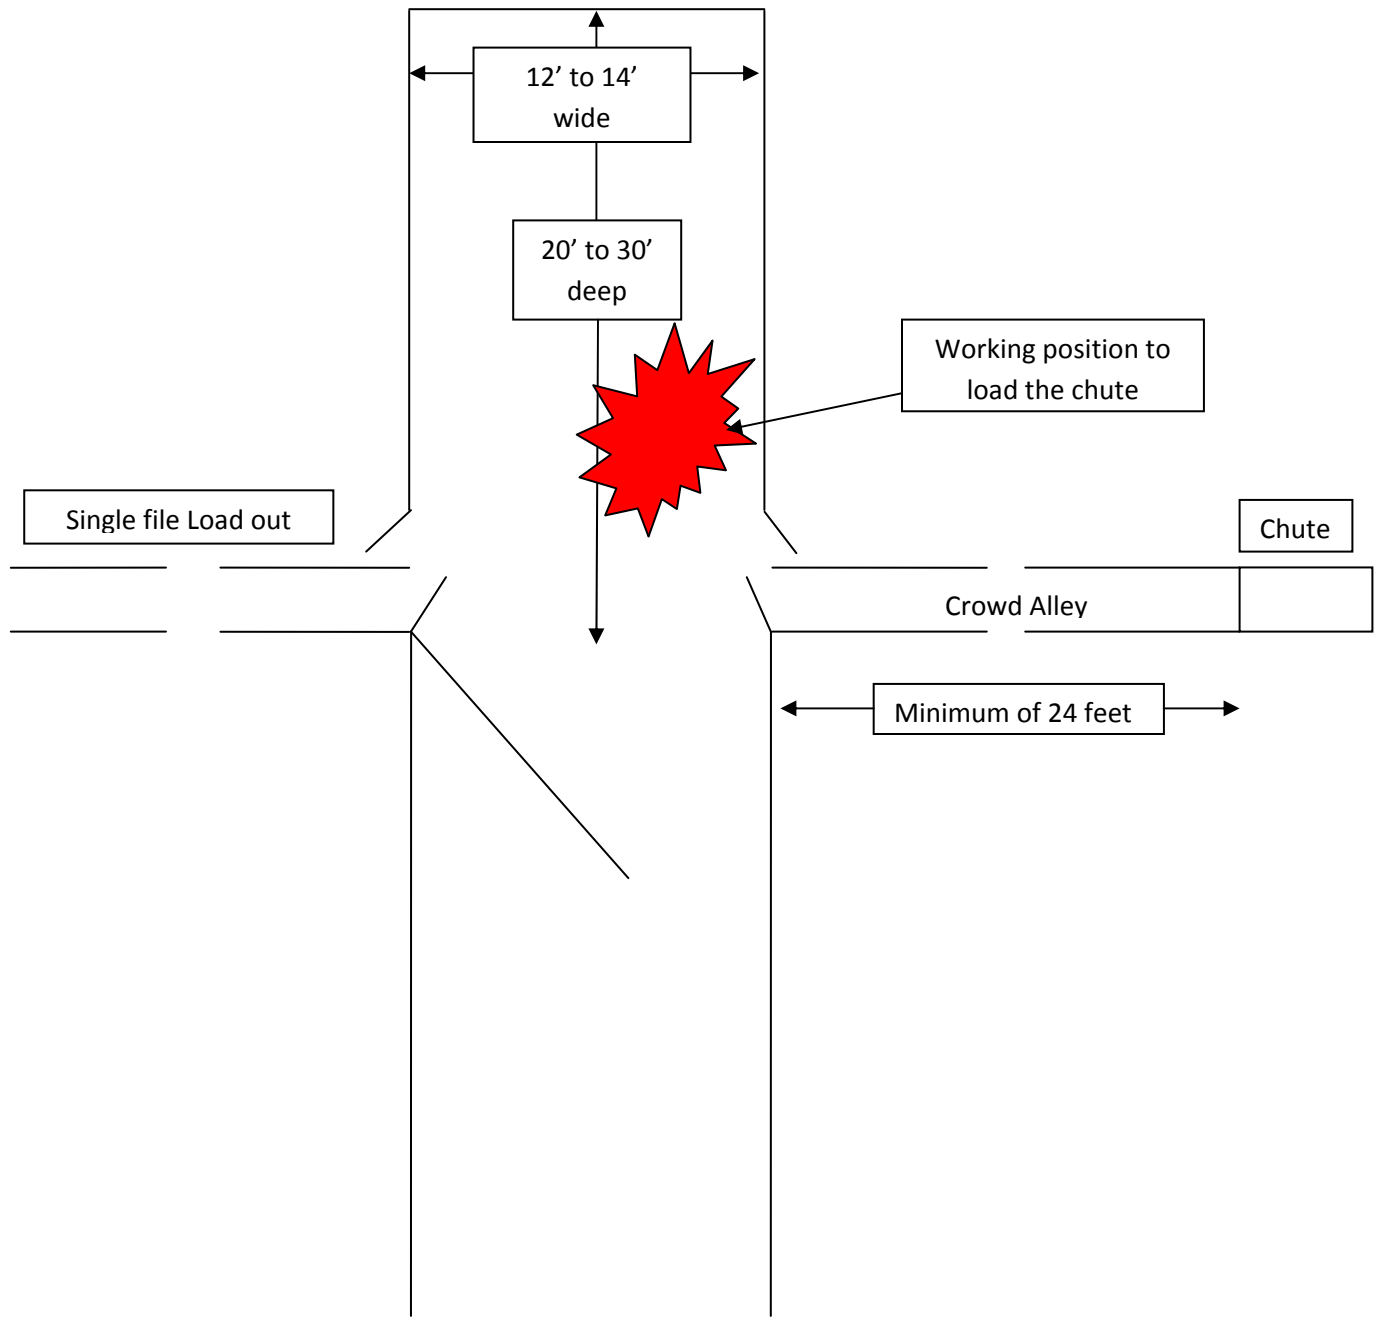 12’ to 14’
wide
20’ to 30’
deep
Working position to
load the chute
Single file Load out
Chute
Crowd Alley
Minimum of 24 feet